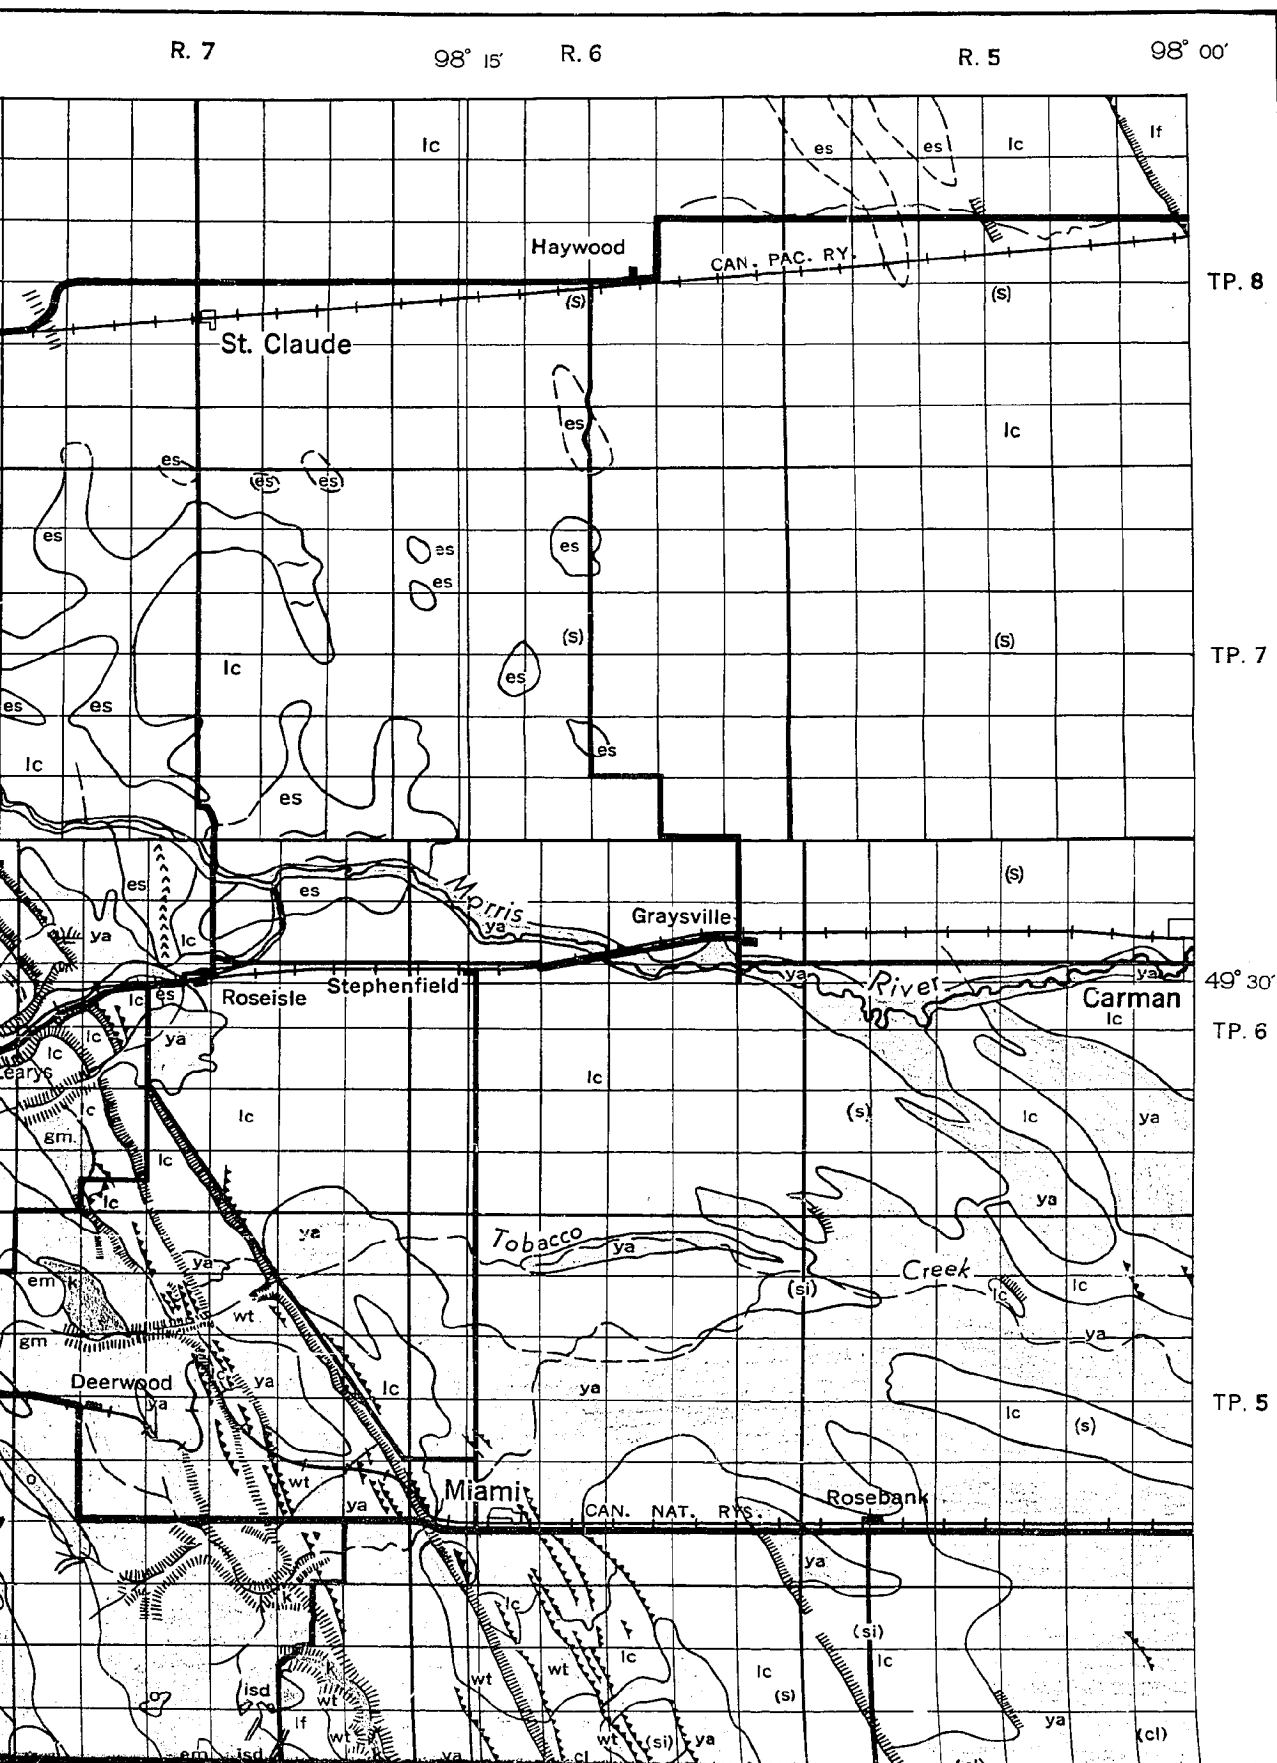 R. 7 98° 15′ R. 6 R. 5 98° 00′
lc es es lc lf
Haywood
CAN. PAC. RY.
TP. 8
(s) (s)
St. Claude
es
lc
es es es
es es es
es
(s) (s)
TP. 7
lc es
es es
es
lc
es
(s)
es es
Morris
ya Graysville
ya lc
ya River ya 49° 30′
lc es Roseisle Stephenfield Carman
lc
TP. 6
lc ya
lc
earys
lc
lc lc (s) lc ya
gm
lc
lc ya
ya Tobacco
ya
ya Creek
em k (si) lc lc
wt
gm ya
Deerwood lc ya lc ya
ya TP. 5
lc
(s)
o wt
Miami Rosebank
ya CAN. NAT. RYS.
ya
k lc
(si)
lc lc
k wt wt lc
isd (s)
o wt
lf ya
wt wt (si) ya (cl)
em isd k ya cl